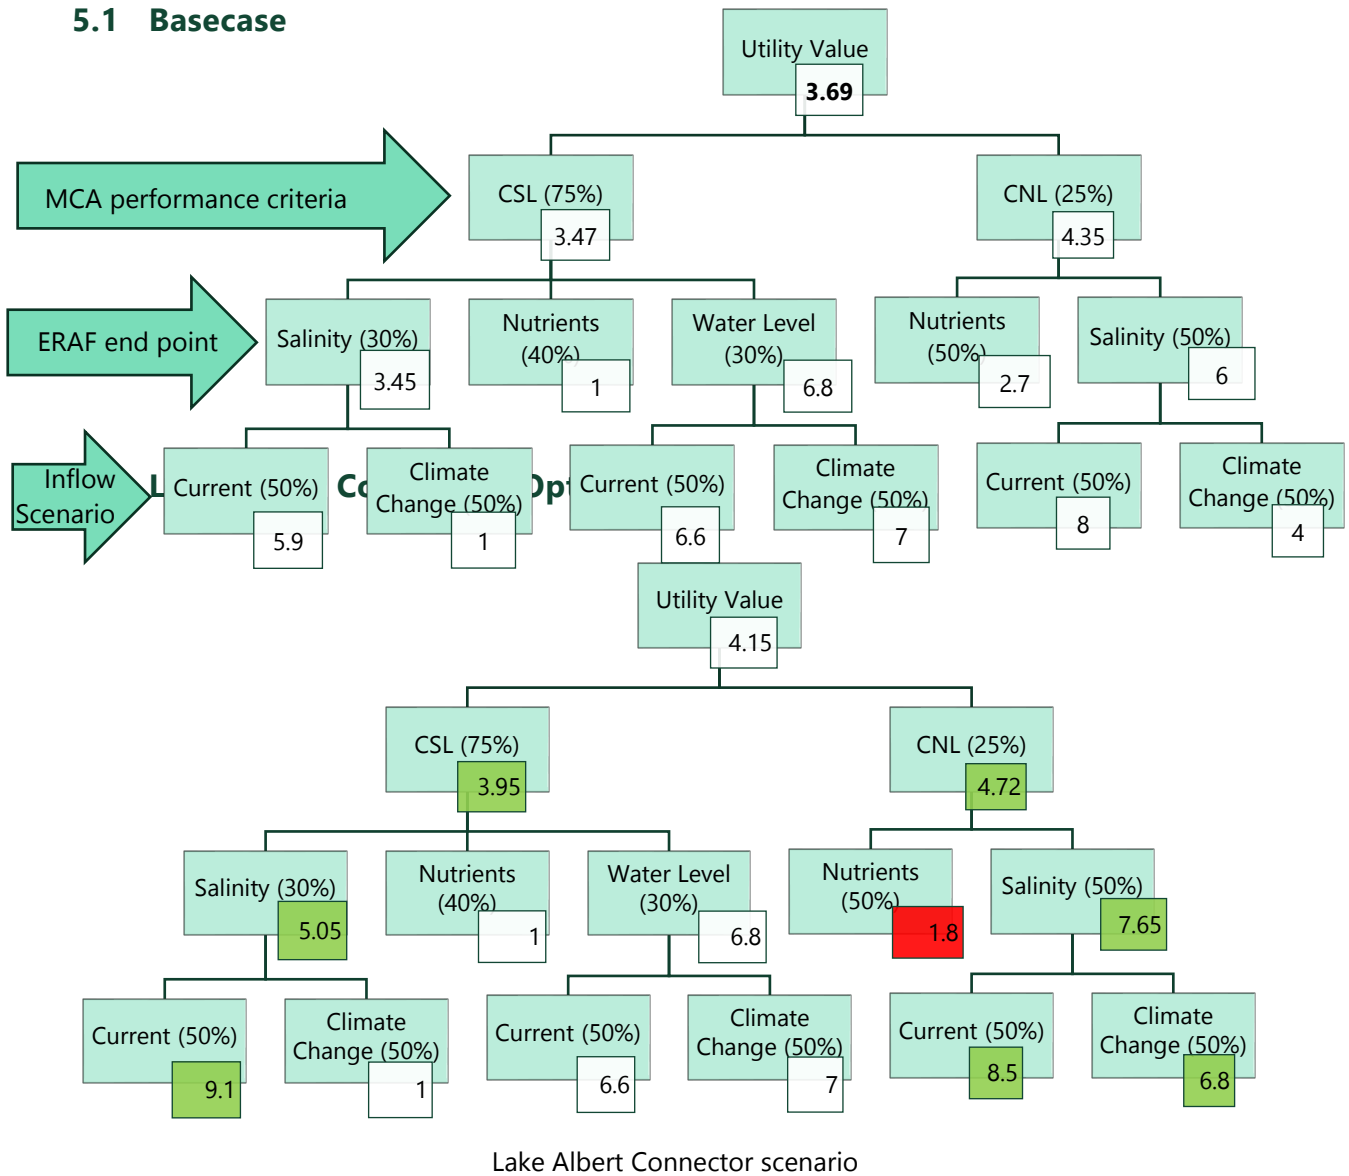 5.1 Basecase
Utility Value
3.69
MCA performance criteria
CSL (75%)
3.47
CNL (25%)
4.35
ERAF end point
Salinity (30%)
3.45
Nutrients
(40%)
1
Water Level
(30%)
6.8
Nutrients
(50%)
2.7
Salinity (50%)
6
Inflow
Scenario
Current (50%)
5.9
Climate
Change (50%)
1
Current (50%)
6.6
Climate
Change (50%)
7
Current (50%)
8
Climate
Change (50%)
4
Utility Value
4.15
CSL (75%)
3.95
CNL (25%)
4.72
Salinity (30%)
5.05
Nutrients
(40%)
1
Water Level
(30%)
6.8
Nutrients
(50%)
1.8
Salinity (50%)
7.65
Current (50%)
9.1
Climate
Change (50%)
1
Current (50%)
6.6
Climate
Change (50%)
7
Current (50%)
8.5
Climate
Change (50%)
6.8
Lake Albert Connector scenario